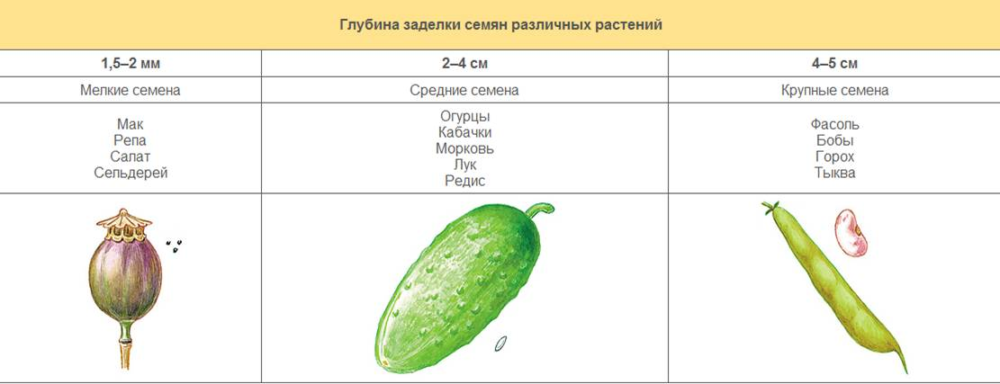 Глубина заделки семян различных растений
1,5–2 мм
2–4 см
4–5 см
Мелкие семена
Средние семена
Крупные семена
Мак
Репа
Салат
Сельдерей
Огурцы
Кабачки
Морковь
Лук
Редис
Фасоль
Бобы
Горох
Тыква